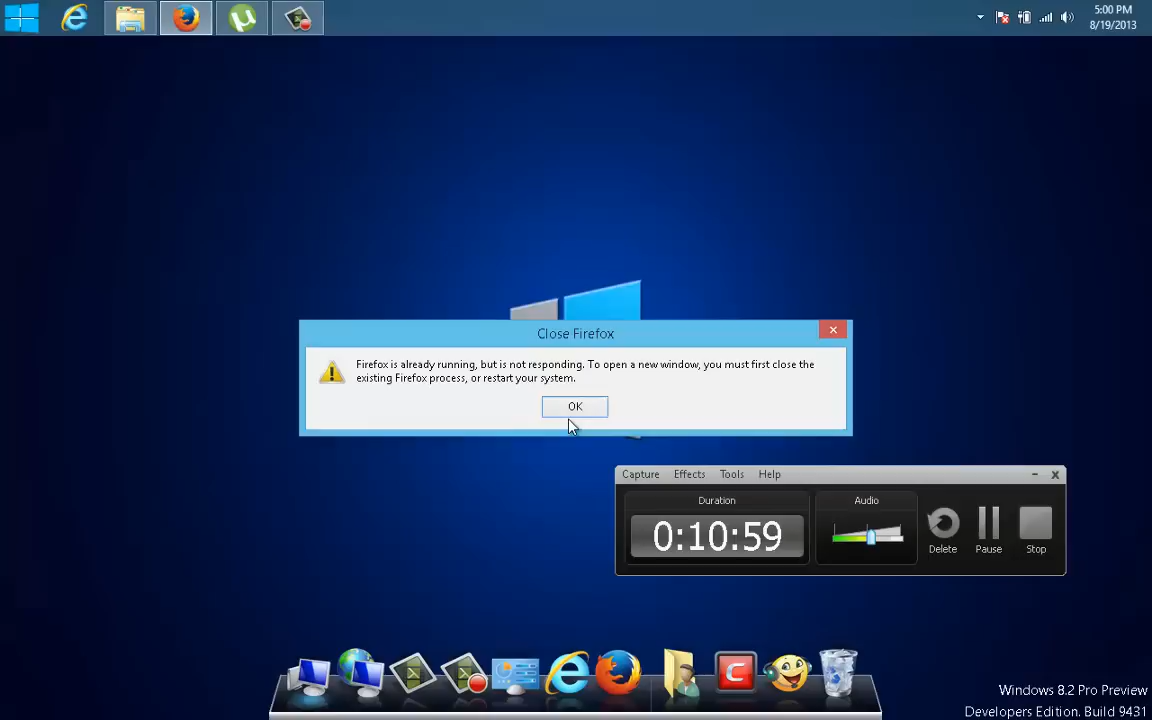 5:00 PM
8/19/2013
Close Firefox
Firefox is already running, but is not responding. To open a new window, you must first close the
existing Firefox process, or restart your system.
OK
Capture Effects Tools Help
Duration
Audio
0:10:59
Delete Pause Stop
Windows 8.2 Pro Preview
Developers Edition. Build 9431